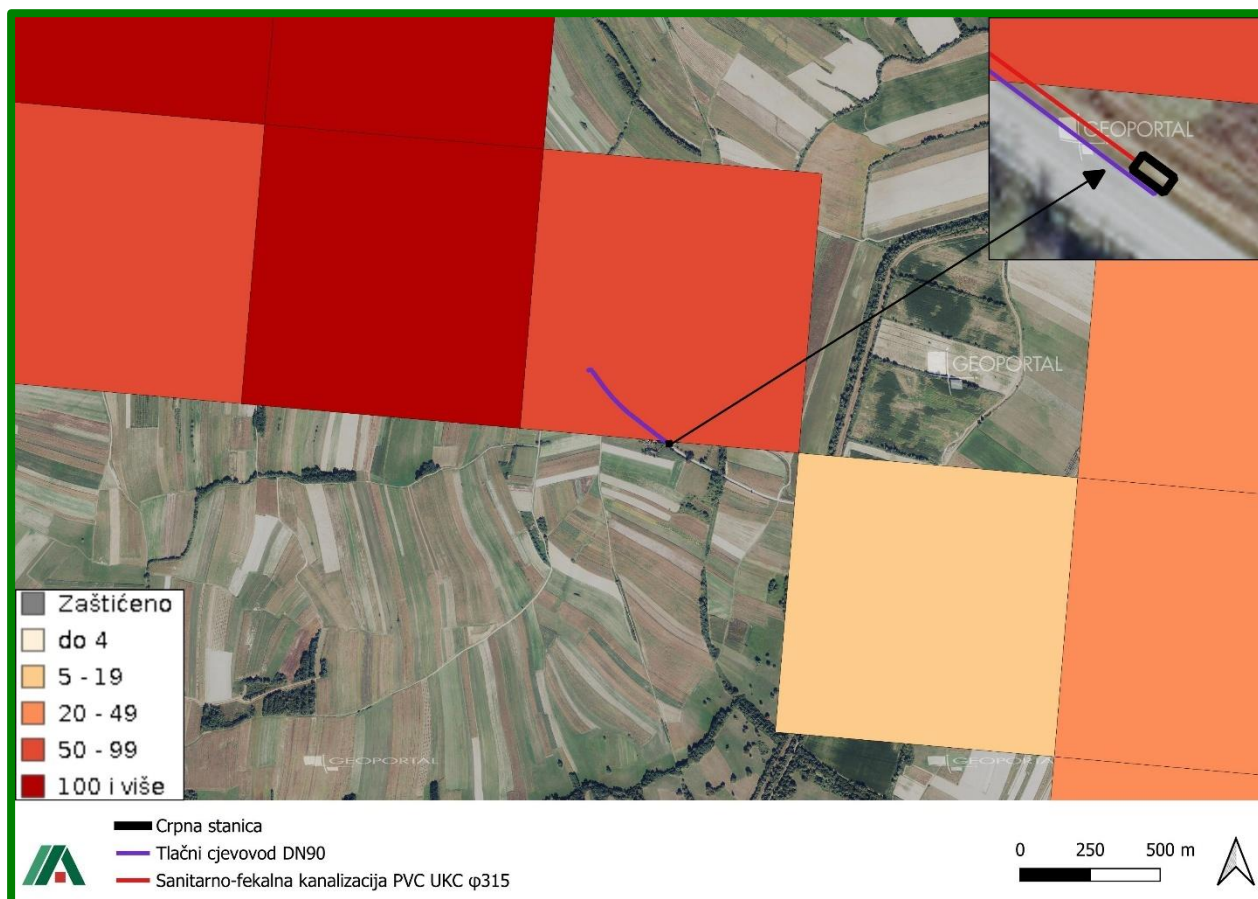 GEOPORTAL
GEOPORTAL
GEOPORTAL
GEOPORTAL
Zaštićeno
do 4
5 - 19
20 - 49
50 - 99
100 i više
Crpna stanica
Tlačni cjevovod DN90
Sanitarno-fekalna kanalizacija PVC UKC φ315
0 250 500 m